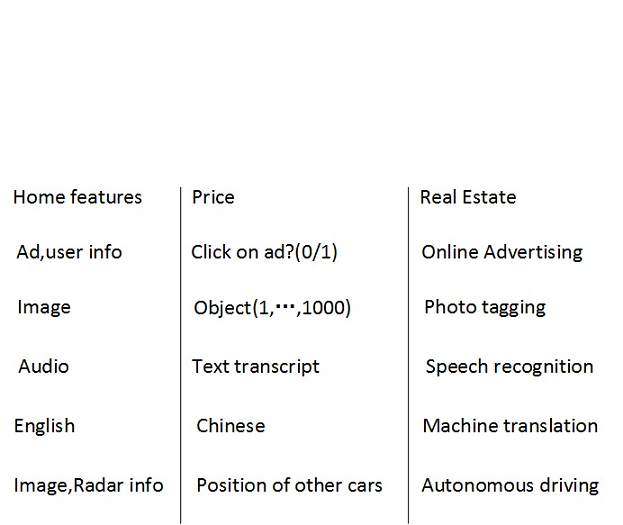 Home features Price Real Estate
Ad,user info Click on ad?(0/1) Online Advertising
Image Object(1,⋯,1000) Photo tagging
Audio Text transcript Speech recognition
English Chinese Machine translation
Image,Radar info Position of other cars Autonomous driving